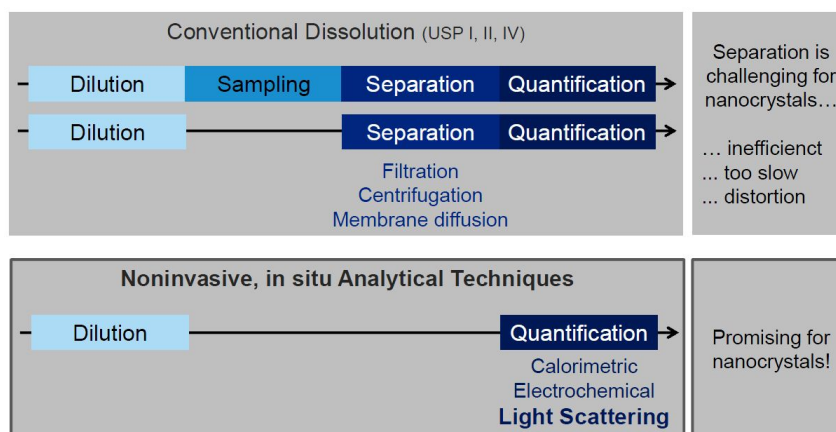 Conventional Dissolution (USP I, II, IV)
Dilution Sampling Separation Quantification
Dilution Separation Quantification
Filtration
Centrifugation
Membrane diffusion
Separation is
challenging for
nanocrystals…
… inefficienct
... too slow
... distortion
Noninvasive, in situ Analytical Techniques
Dilution Quantification
Calorimetric
Electrochemical
Light Scattering
Promising for
nanocrystals!